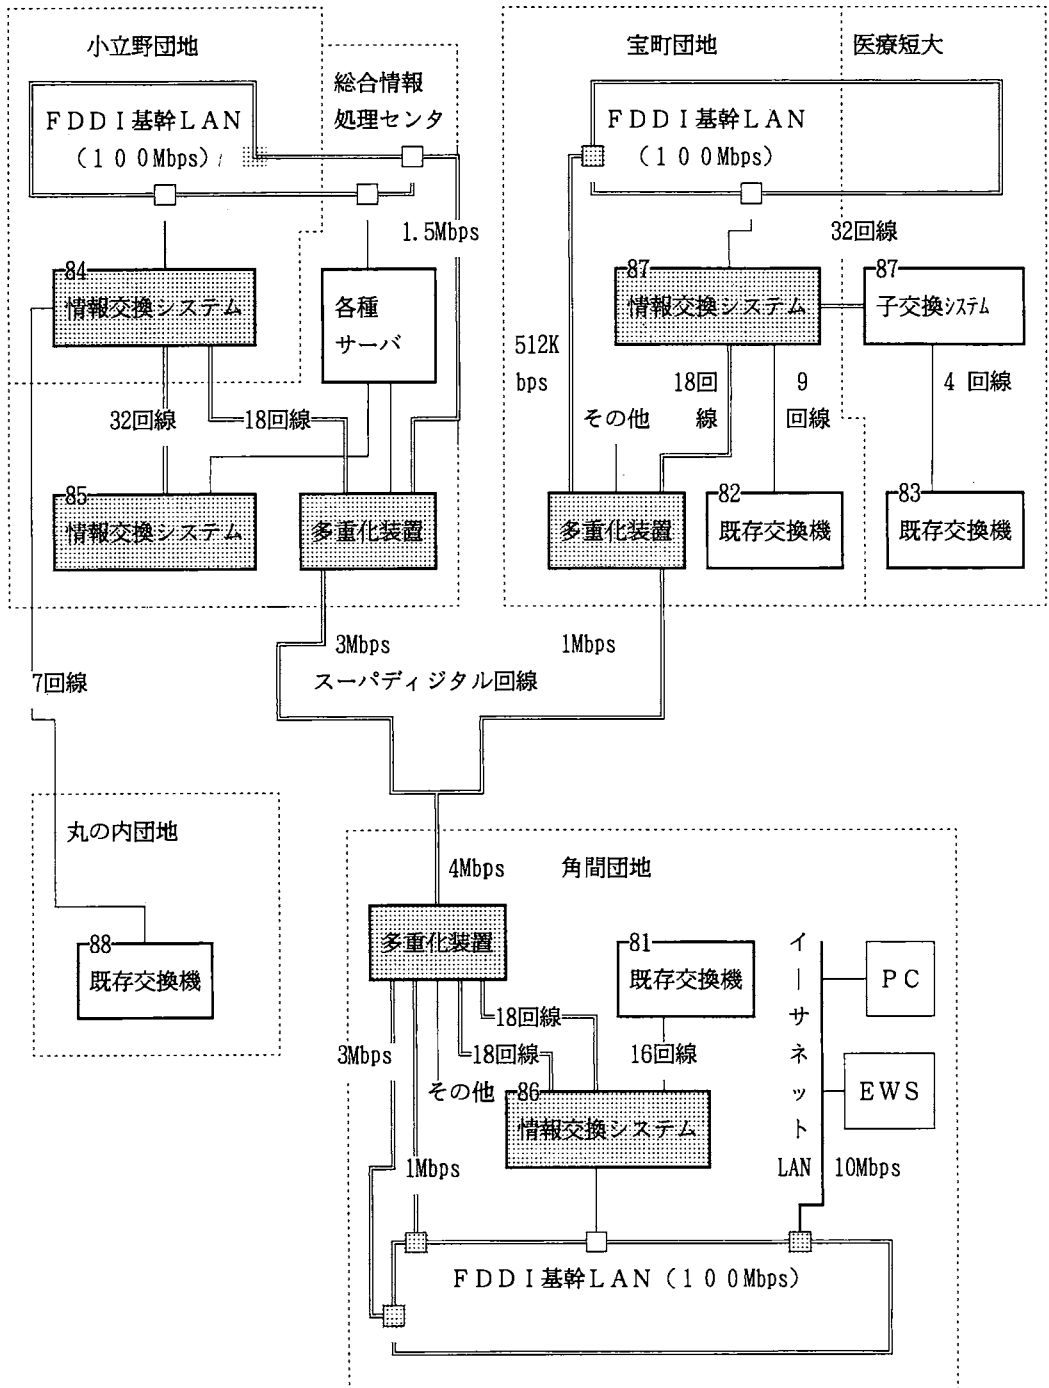 小立野団地
総合情報
処理センタ
FDDI基幹LAN
(100Mbps)
1.5Mbps
84
情報交換システム
各種
サーバ
32回線
18回線
85
情報交換システム
多重化装置
宝町団地
医療短大
FDDI基幹LAN
(100Mbps)
32回線
87
情報交換システム
87
子交換システム
512K
bps
18回
線
9
回線
4 回線
その他
多重化装置
82
既存交換機
83
既存交換機
3Mbps
1Mbps
スーパディジタル回線
7回線
丸の内団地
88
既存交換機
4Mbps
角間団地
多重化装置
81
既存交換機
イーサネット
LAN
10Mbps
PC
EWS
18回線
18回線
16回線
3Mbps
その他
86
情報交換システム
1Mbps
FDDI基幹LAN(100Mbps)